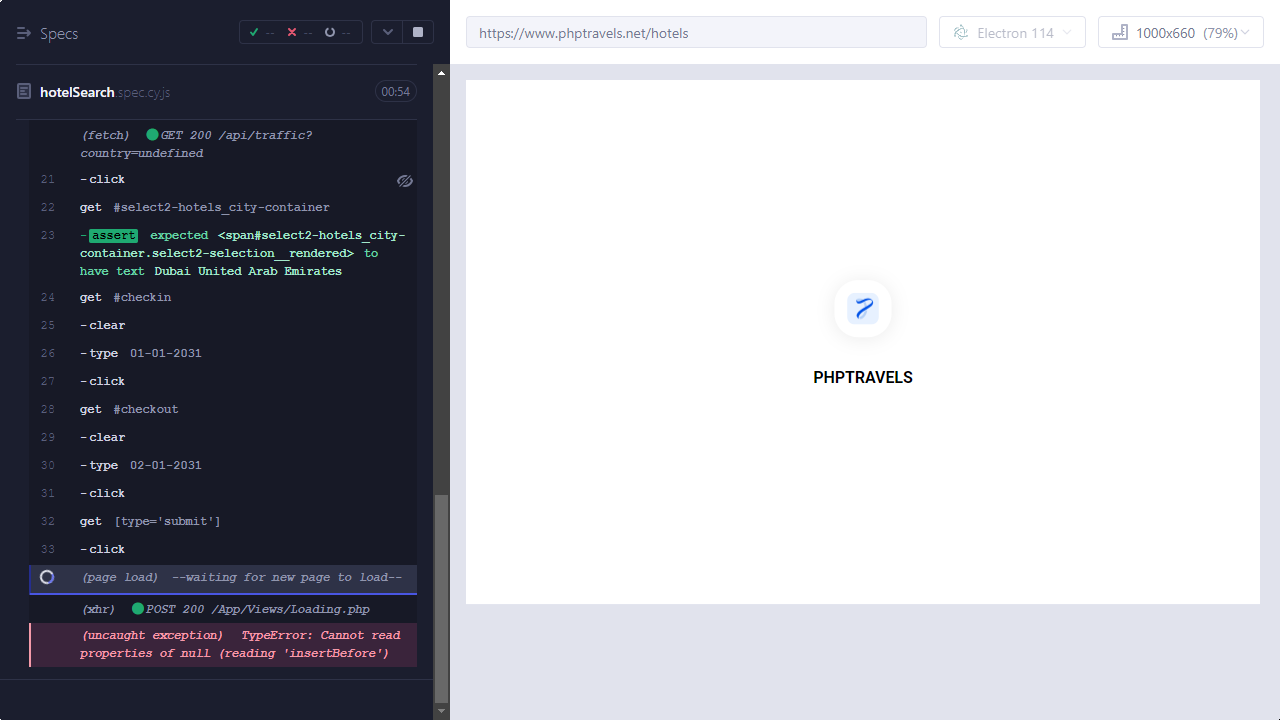 Specs
-- -- --
https://www.phptravels.net/hotels
Electron 114
1000x660 (79%)
hotelSearch.spec.cy.js
00:54
(fetch) GET 200 /api/traffic?
country=undefined
21 -click
22 get #select2-hotels_city-container
23 -assert expected <span#select2-hotels_city-
container.select2-selection__rendered> to
have text Dubai United Arab Emirates
24 get #checkin
25 -clear
26 -type 01-01-2031
27 -click
28 get #checkout
29 -clear
30 -type 02-01-2031
31 -click
32 get [type='submit']
33 -click
(page load) --waiting for new page to load--
(xhr) POST 200 /App/Views/Loading.php
(uncaught exception) TypeError: Cannot read
properties of null (reading 'insertBefore')
PHPTRAVELS